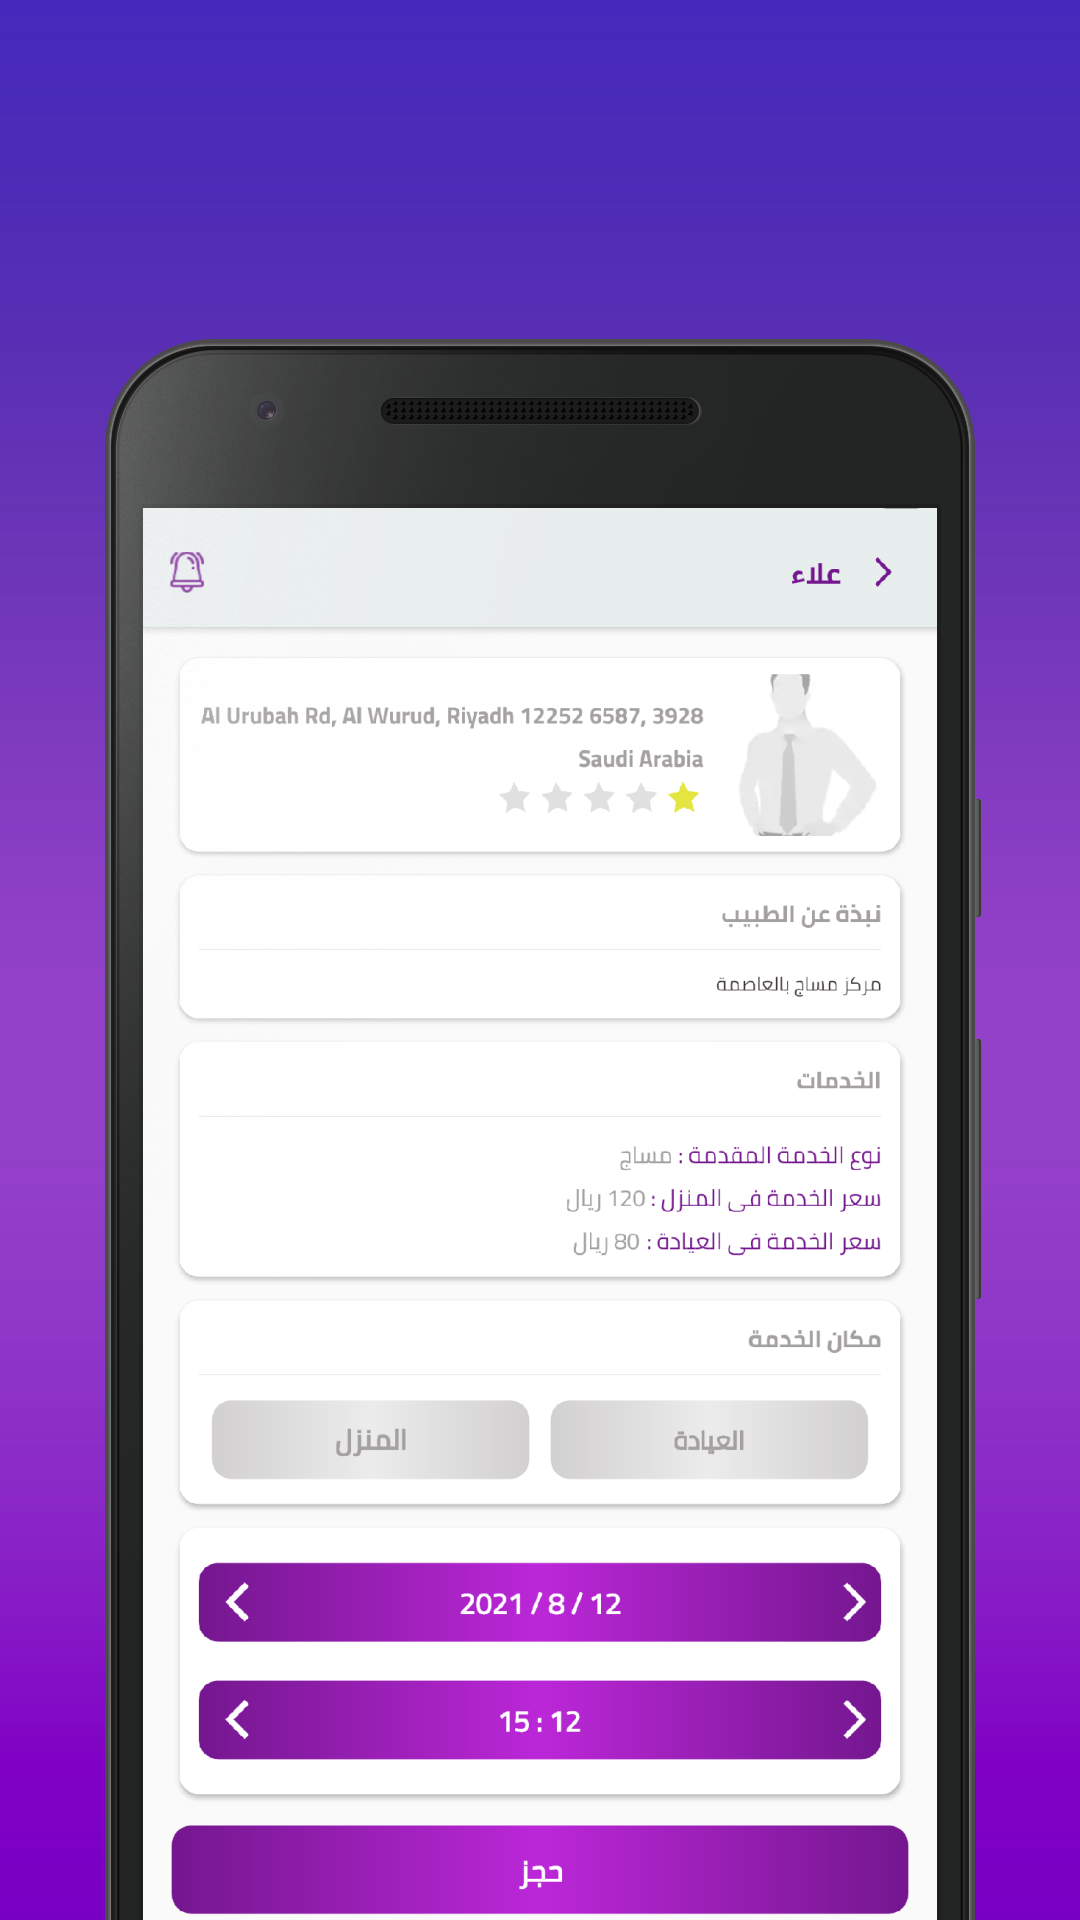 علاء
Al Urubah Rd, Al Wurud, Riyadh 12252 6587, 3928
Saudi Arabia
نبذة عن الطبيب
مركز مساج بالعاصمة
الخدمات
نوع الخدمة المقدمة : مساج
سعر الخدمة فى المنزل : 120 ريال
سعر الخدمة فى العيادة : 80 ريال
مكان الخدمة
العيادة
المنزل
2021 / 8 / 12
15 : 12
حجز